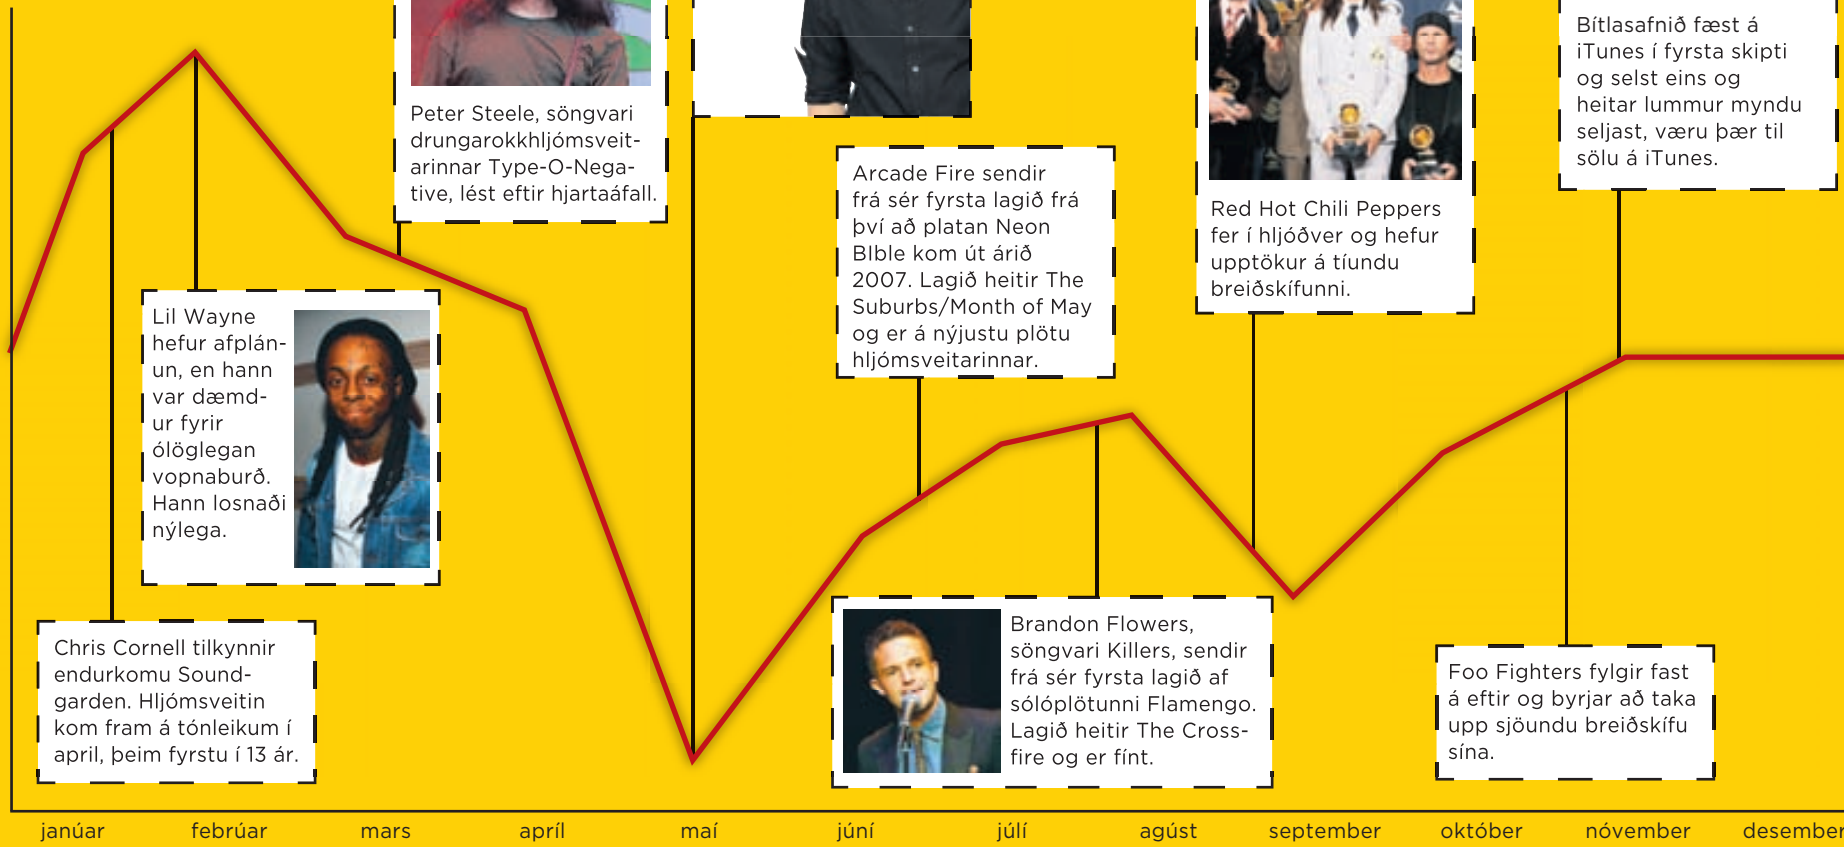 Peter Steele, söngvari
drungarokkhljómsveit-
arinnar Type-O-Nega-
tive, lést eftir hjartaáfall.
Bítlasafnið fæst á
iTunes í fyrsta skipti
og selst eins og
heitar lummur myndu
seljast, væru þær til
sölu á iTunes.
Arcade Fire sendir
frá sér fyrsta lagið frá
því að platan Neon
BIble kom út árið
2007. Lagið heitir The
Suburbs/Month of May
og er á nýjustu plötu
hljómsveitarinnar.
Red Hot Chili Peppers
fer í hljóðver og hefur
upptökur á tíundu
breiðskífunni.
Lil Wayne
hefur afplán-
un, en hann
var dæmd-
ur fyrir
ólöglegan
vopnaburð.
Hann losnaði
nýlega.
Chris Cornell tilkynnir
endurkomu Sound-
garden. Hljómsveitin
kom fram á tónleikum í
apríl, þeim fyrstu í 13 ár.
Brandon Flowers,
söngvari Killers, sendir
frá sér fyrsta lagið af
sólóplötunni Flamengo.
Lagið heitir The Cross-
fire og er fínt.
Foo Fighters fylgir fast
á eftir og byrjar að taka
upp sjöundu breiðskífu
sína.
janúar febrúar mars apríl maí júní júlí ágúst september október nóvember desember